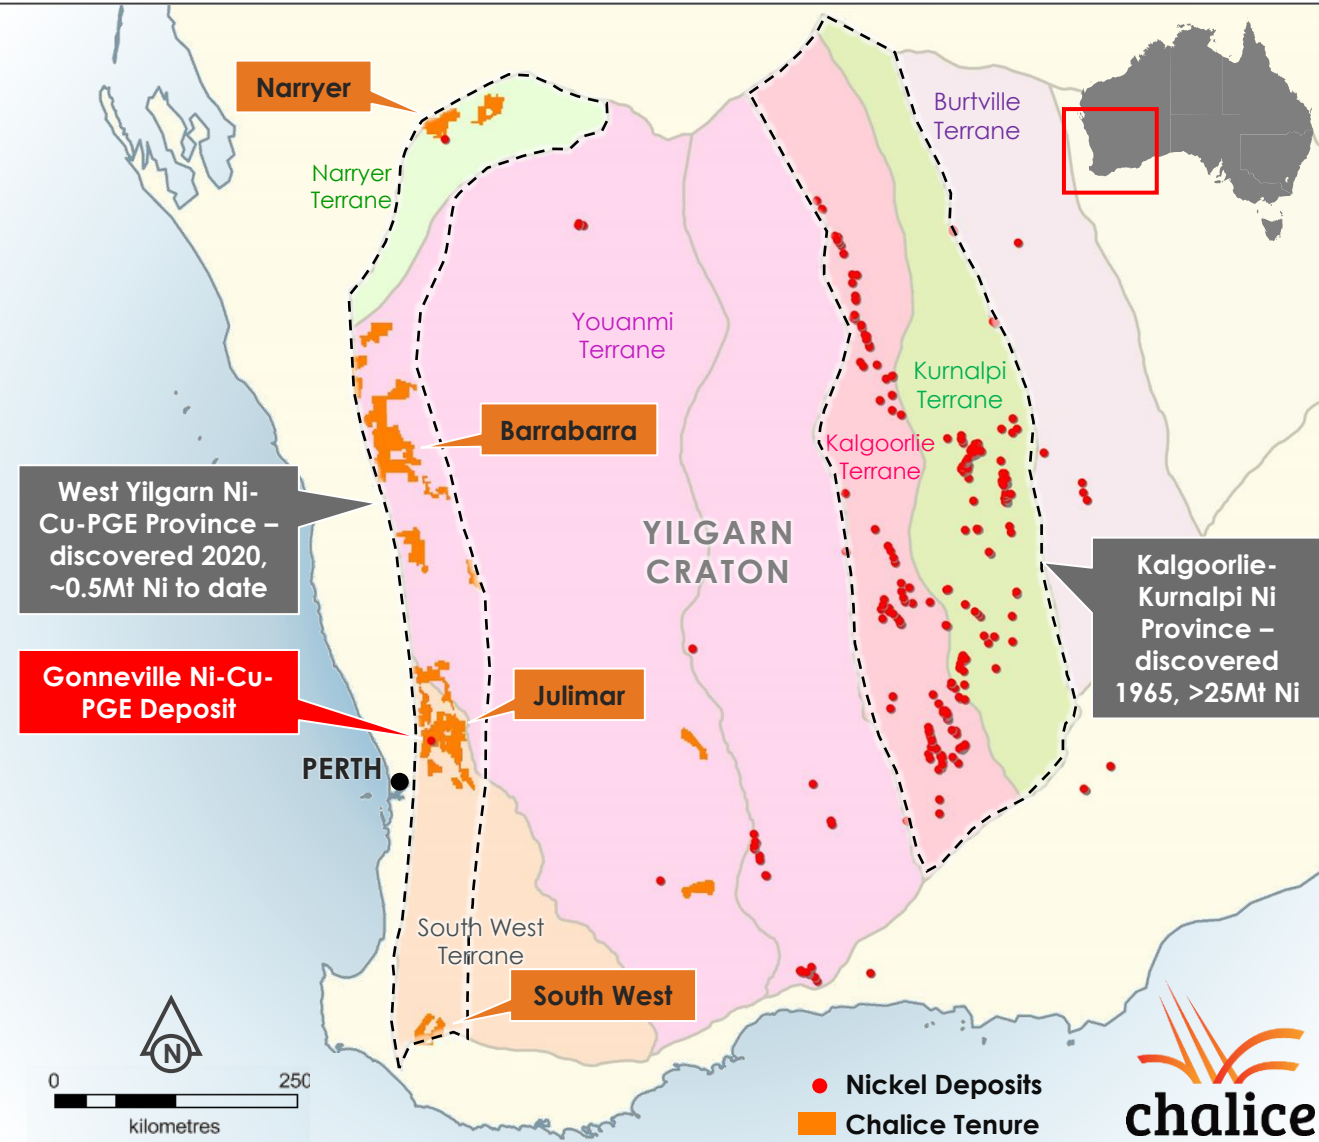 Narryer
Narryer
Terrane
Burtville
Terrane
Youanmi
Terrane
Kurnalpi
Terrane
Kalgoorlie
Terrane
Barrabarra
West Yilgarn Ni-
Cu-PGE Province –
discovered 2020,
~0.5Mt Ni to date
YILGARN
CRATON
Kalgoorlie-
Kurnalpi Ni
Province –
discovered
1965, >25Mt Ni
Gonneville Ni-Cu-
PGE Deposit
Julimar
PERTH
South West
Terrane
South West
N
0 250
kilometres
Nickel Deposits
Chalice Tenure
chalice